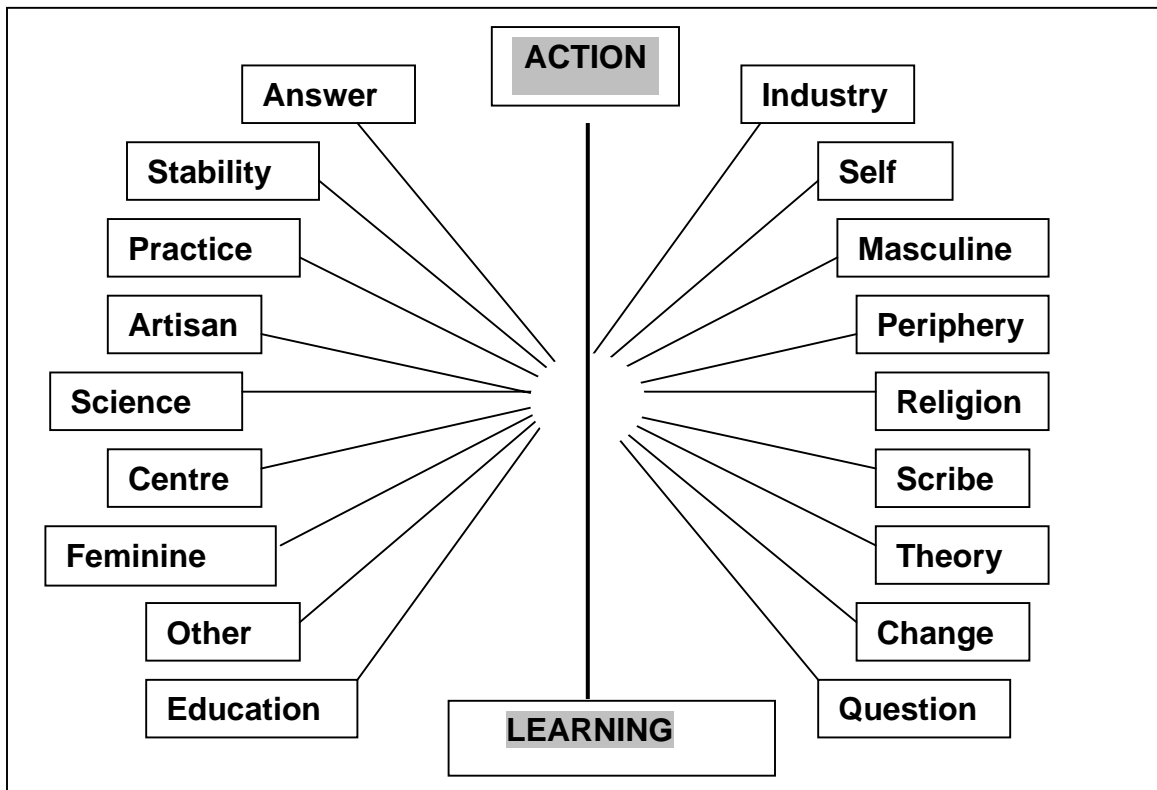 ACTION
Answer
Industry
Stability
Self
Practice
Masculine
Artisan
Periphery
Science
Religion
Centre
Scribe
Feminine
Theory
Other
Change
Education
Question
LEARNING